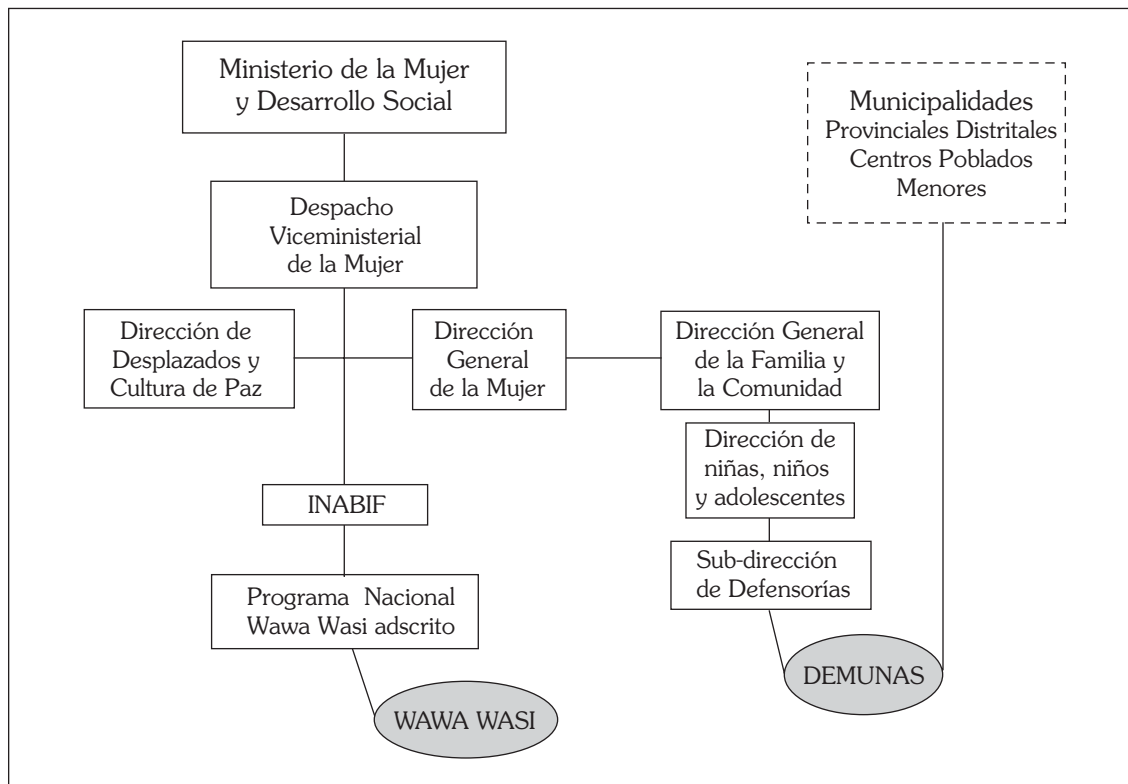 Ministerio de la Mujer
y Desarrollo Social
Municipalidades
Provinciales Distritales
Centros Poblados
Menores
Despacho
Viceministerial
de la Mujer
Dirección de
Desplazados y
Cultura de Paz
Dirección
General
de la Mujer
Dirección General
de la Familia y
la Comunidad
Dirección de
niñas, niños
y adolescentes
INABIF
Sub-dirección
de Defensorías
Programa Nacional
Wawa Wasi adscrito
DEMUNAS
WAWA WASI